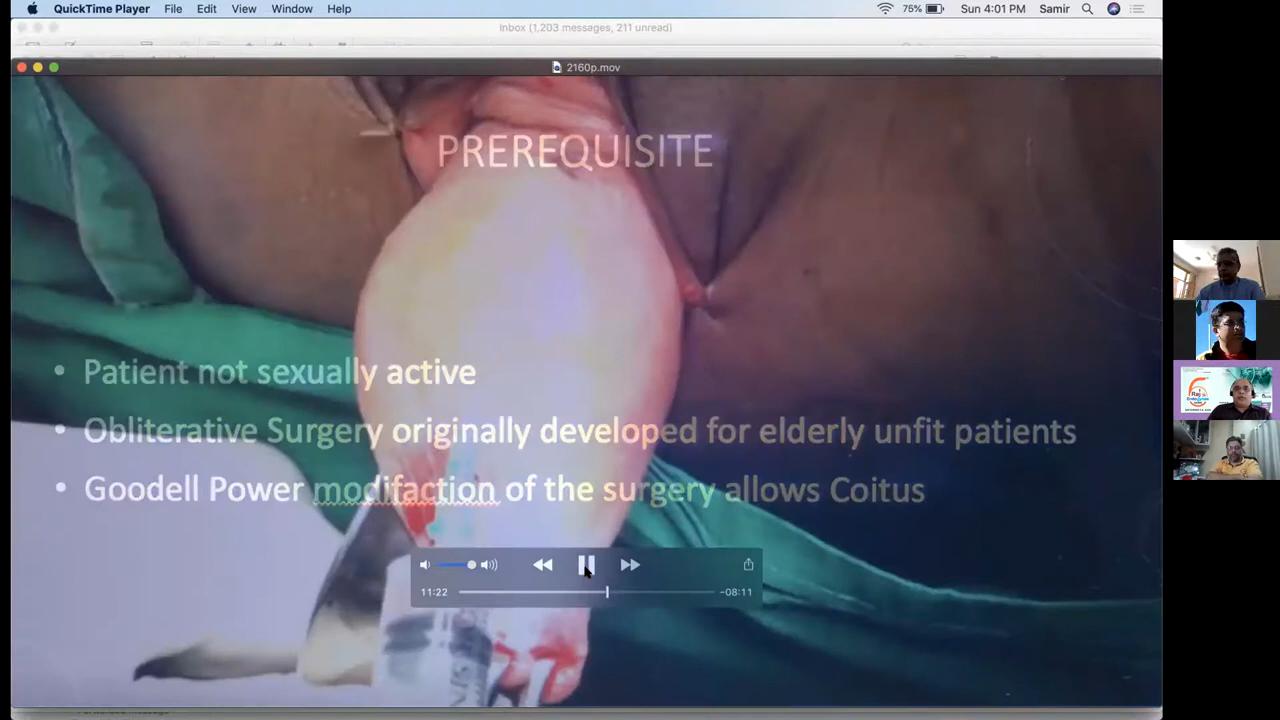 QuickTime Player File Edit View Window Help 75% Sun 4:01 PM Samir
Inbox (1,203 messages, 211 unread)
2160p.mov
PREREQUISITE
• Patient not sexually active
• Obliterative Surgery originally developed for elderly unfit patients
• Goodell Power modifaction of the surgery allows Coitus
11:22 -08:11